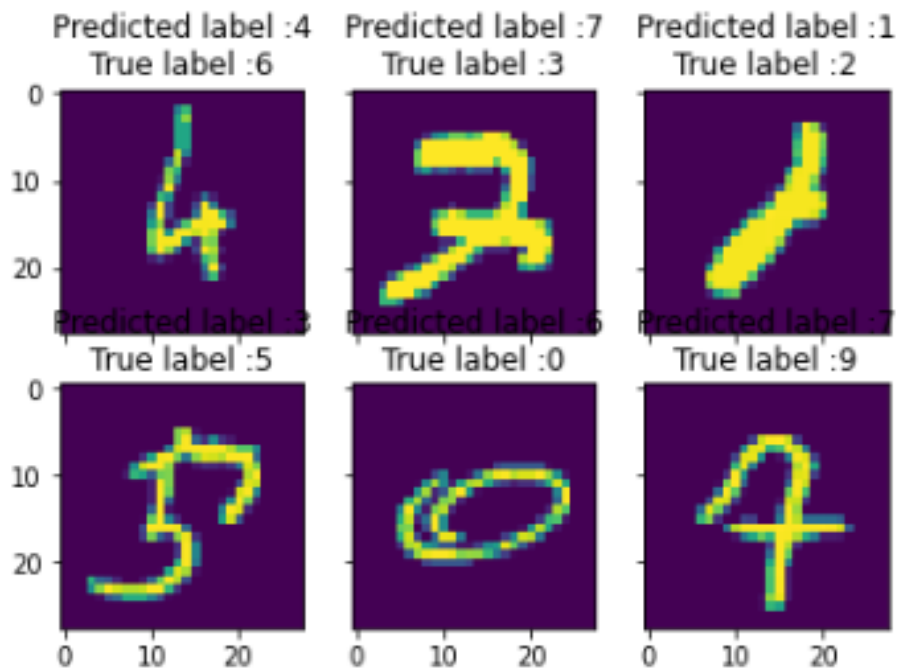 Predicted label :4 Predicted label :7 Predicted label :1
True label :6 True label :3 True label :2
0
10
20
Predicted label :3 Predicted label :6 Predicted label :7
True label :5 True label :0 True label :9
0
10
20
0 10 20 0 10 20 0 10 20